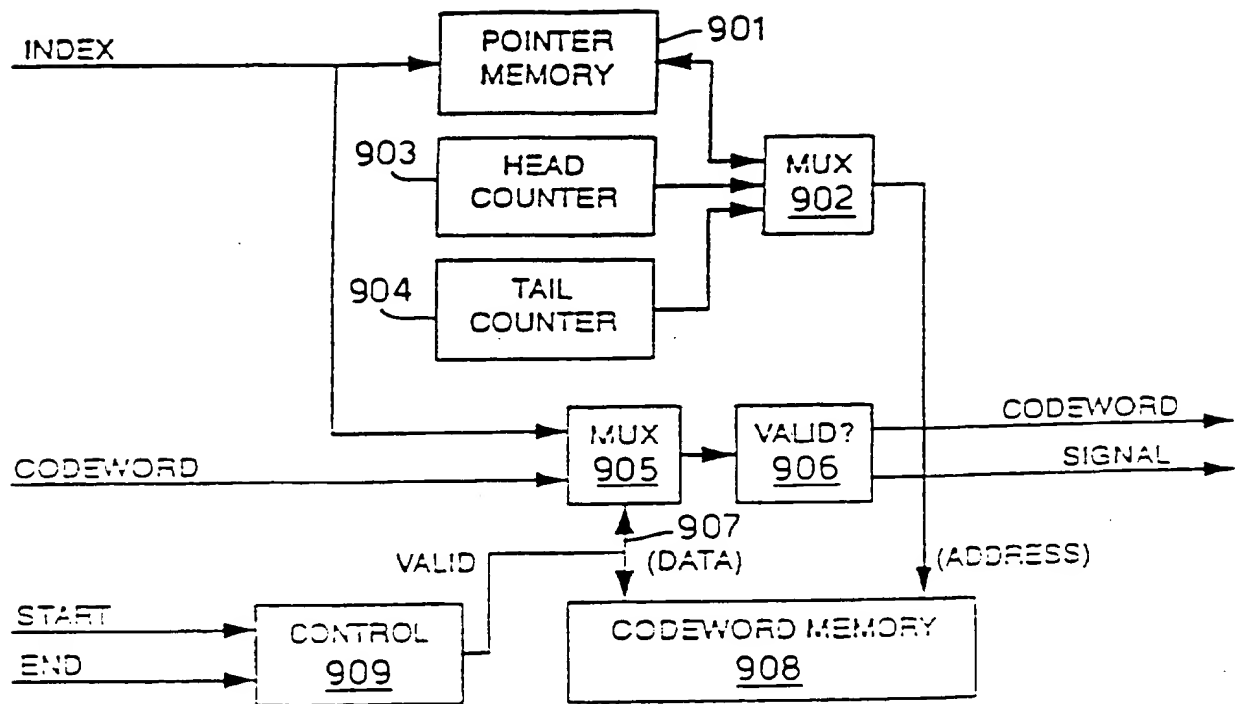 INDEX
POINTER
MEMORY
901
903
HEAD
COUNTER
MUX
902
904
TAIL
COUNTER
CODEWORD
MUX
905
VALID?
906
CODEWORD
SIGNAL
907
VALID
(DATA)
(ADDRESS)
START
END
CONTROL
909
CODEWORD MEMORY
908